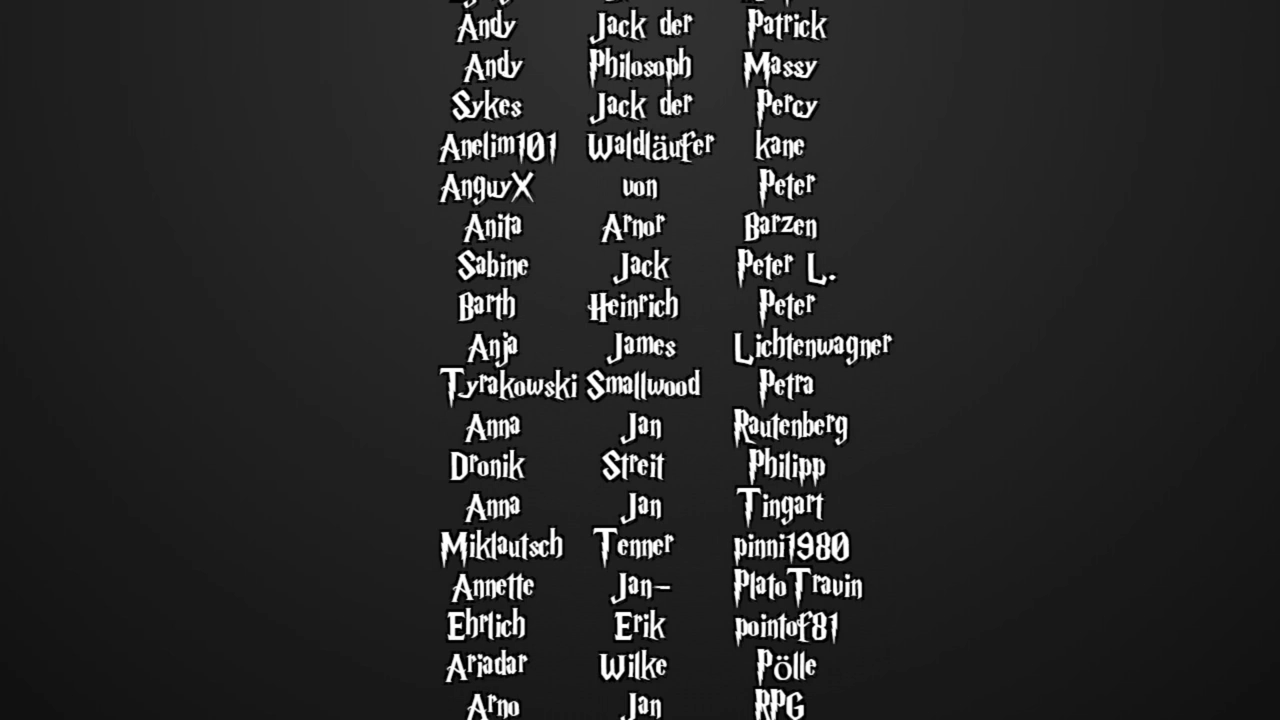 Andy
Andy
Sykes
Anelim101
AnguyX
Anita
Sabine
Barth
Anja
Tyrakowski
Anna
Dronik
Anna
Miklautsch
Annette
Ehrlich
Ariadar
Arno
Jack der
Philosoph
Jack der
Waldläufer
von
Arnor
Jack
Heinrich
James
Smallwood
Jan
Streit
Jan
Tenner
Jan-
Erik
Wilke
Jan
Patrick
Massy
Percy
kane
Peter
Barzen
Peter L.
Peter
Lichtenwagner
Petra
Rautenberg
Philipp
Tingart
pinni1980
PlatoTravin
pointof81
Pölle
RPG